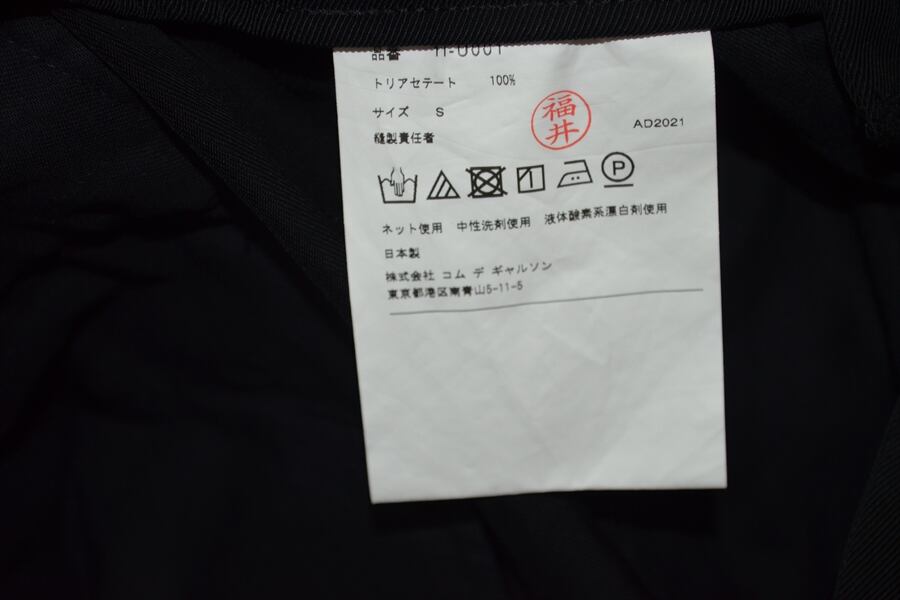 品番 -U001
トリアセテート 100%
サイズ S
福井
AD2021
縫製責任者
P
ネット使用 中性洗剤使用 液体酸素系漂白剤使用
日本製
株式会社 コム デ ギャルソン
東京都港区南青山5-11-5